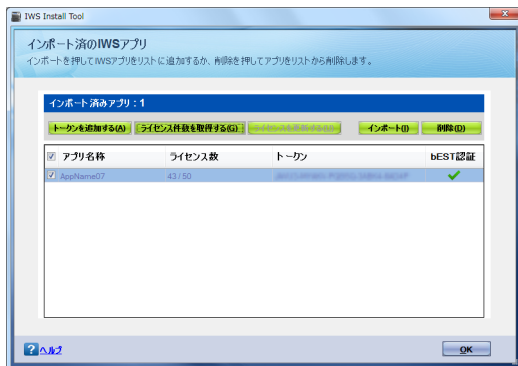 IWS Install Tool
インポート済のIWSアプリ
インポートを押してIWSアプリをリストに追加するか、削除を押してアプリをリストから削除します。
インポート済みアプリ：1
トークンを追加する(A) ライセンス件数を取得する(G) インポート(I) 削除(D)
アプリ名称 ライセンス数 トークン bEST認証
AppName07 43/50
ヘルプ OK